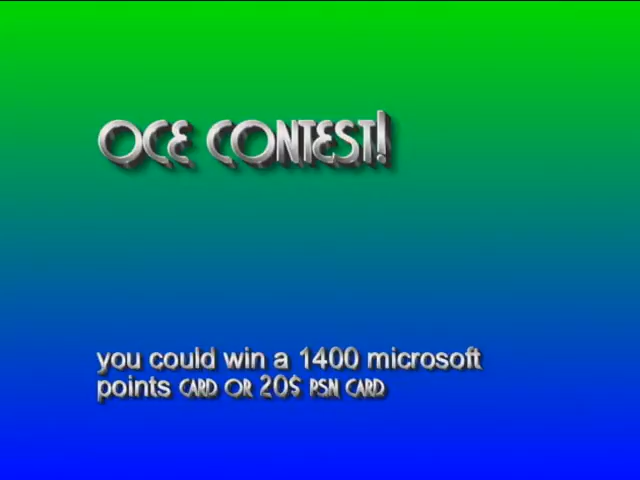 OCE CONTEST!
you could win a 1400 microsoft
points CARD OR 20$ PSN CARD